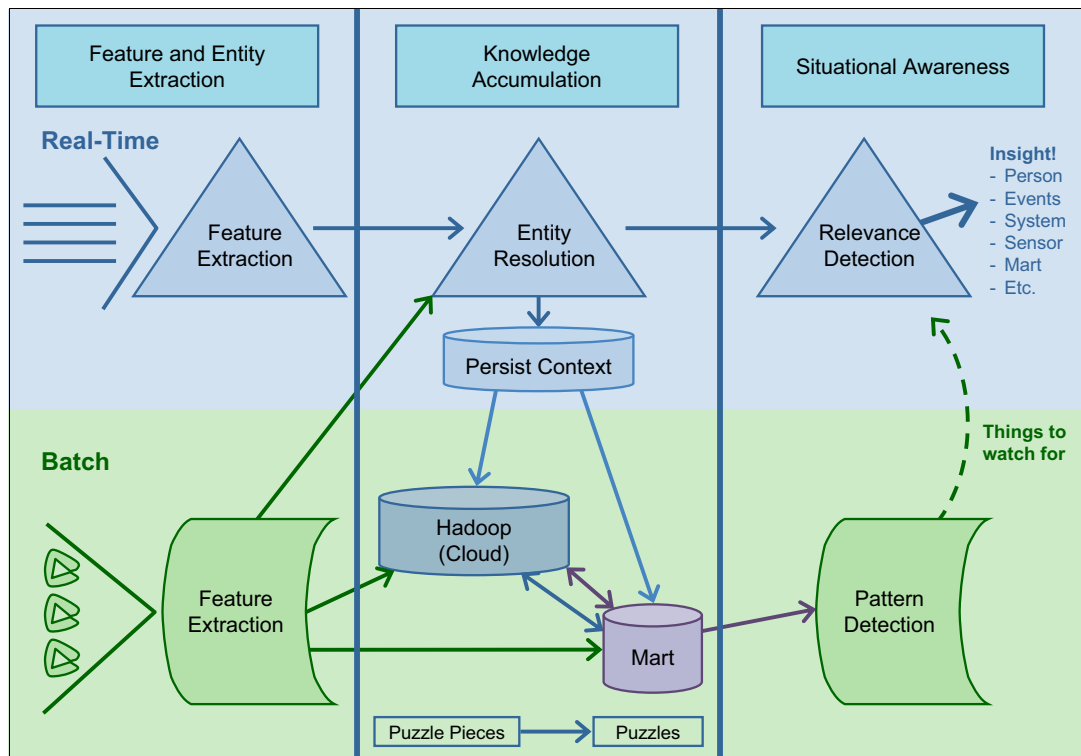 Feature and Entity
Extraction
Knowledge
Accumulation
Situational Awareness
Real-Time
Feature
Extraction
Entity
Resolution
Relevance
Detection
Insight!
- Person
- Events
- System
- Sensor
- Mart
- Etc.
Persist Context
Things to
watch for
Batch
Hadoop
(Cloud)
Feature
Extraction
Mart
Pattern
Detection
Puzzle Pieces
Puzzles